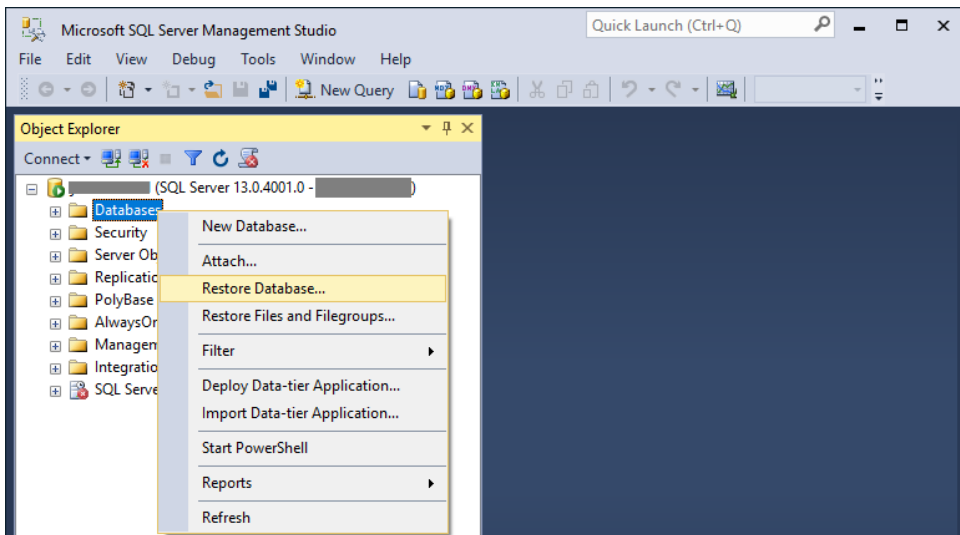 Microsoft SQL Server Management Studio
Quick Launch (Ctrl+Q)
File Edit View Debug Tools Window Help
New Query
Object Explorer
Connect
(SQL Server 13.0.4001.0 - )
Databases
Security
Server Ob
Replicatio
PolyBase
AlwaysOr
Managem
Integratio
SQL Serve
New Database...
Attach...
Restore Database...
Restore Files and Filegroups...
Filter
Deploy Data-tier Application...
Import Data-tier Application...
Start PowerShell
Reports
Refresh